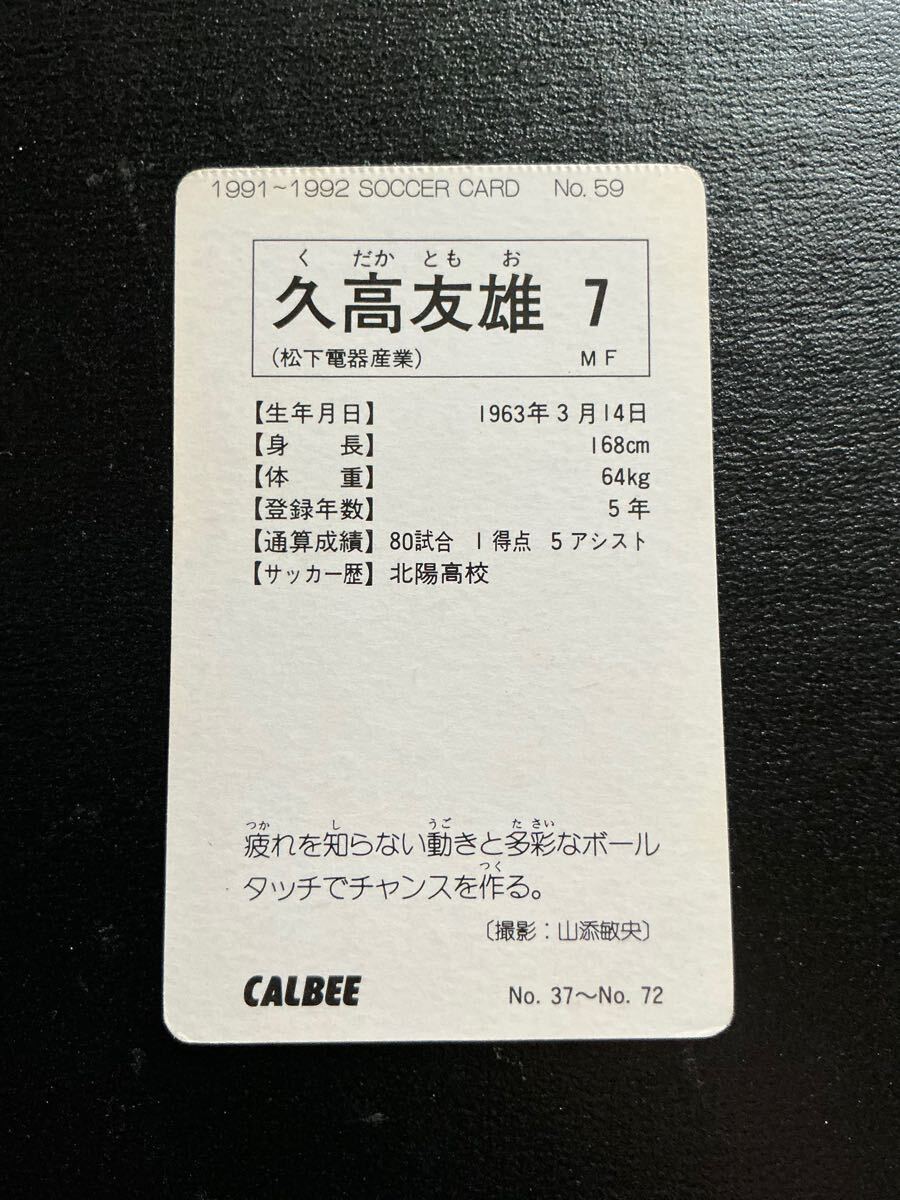 1991~1992 SOCCER CARD No. 59
く だか とも お
久高友雄 7
(松下電器産業) MF
【生年月日】 1963年3月14日
【身 長】 168cm
【体 重】 64kg
【登録年数】 5年
【通算成績】 80試合 1得点 5アシスト
【サッカー歴】 北陽高校
つか し うご た さい
疲れを知らない動きと多彩なボール
つく
タッチでチャンスを作る。
〔撮影:山添敏央〕
CALBEE No. 37~No. 72